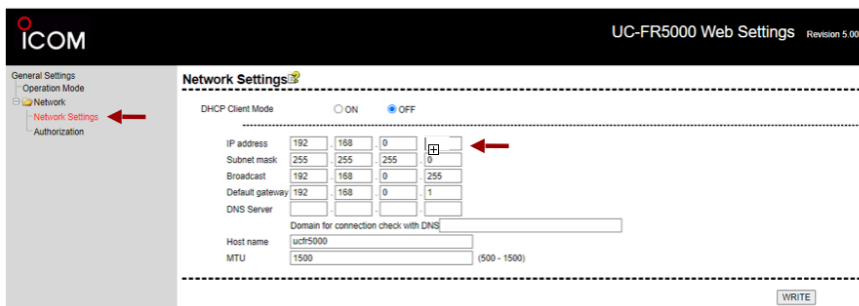 ICOM
UC-FR5000 Web Settings Revision 5.00
General Settings
Operation Mode
Network
Network Settings
Authorization
Network Settings
DHCP Client Mode ON OFF
IP address 192 . 168 . 0 .
Subnet mask 255 . 255 . 255 . 0
Broadcast 192 . 168 . 0 . 255
Default gateway 192 . 168 . 0 . 1
DNS Server . . .
Domain for connection check with DNS
Host name ucfr5000
MTU 1500 (500 - 1500)
WRITE